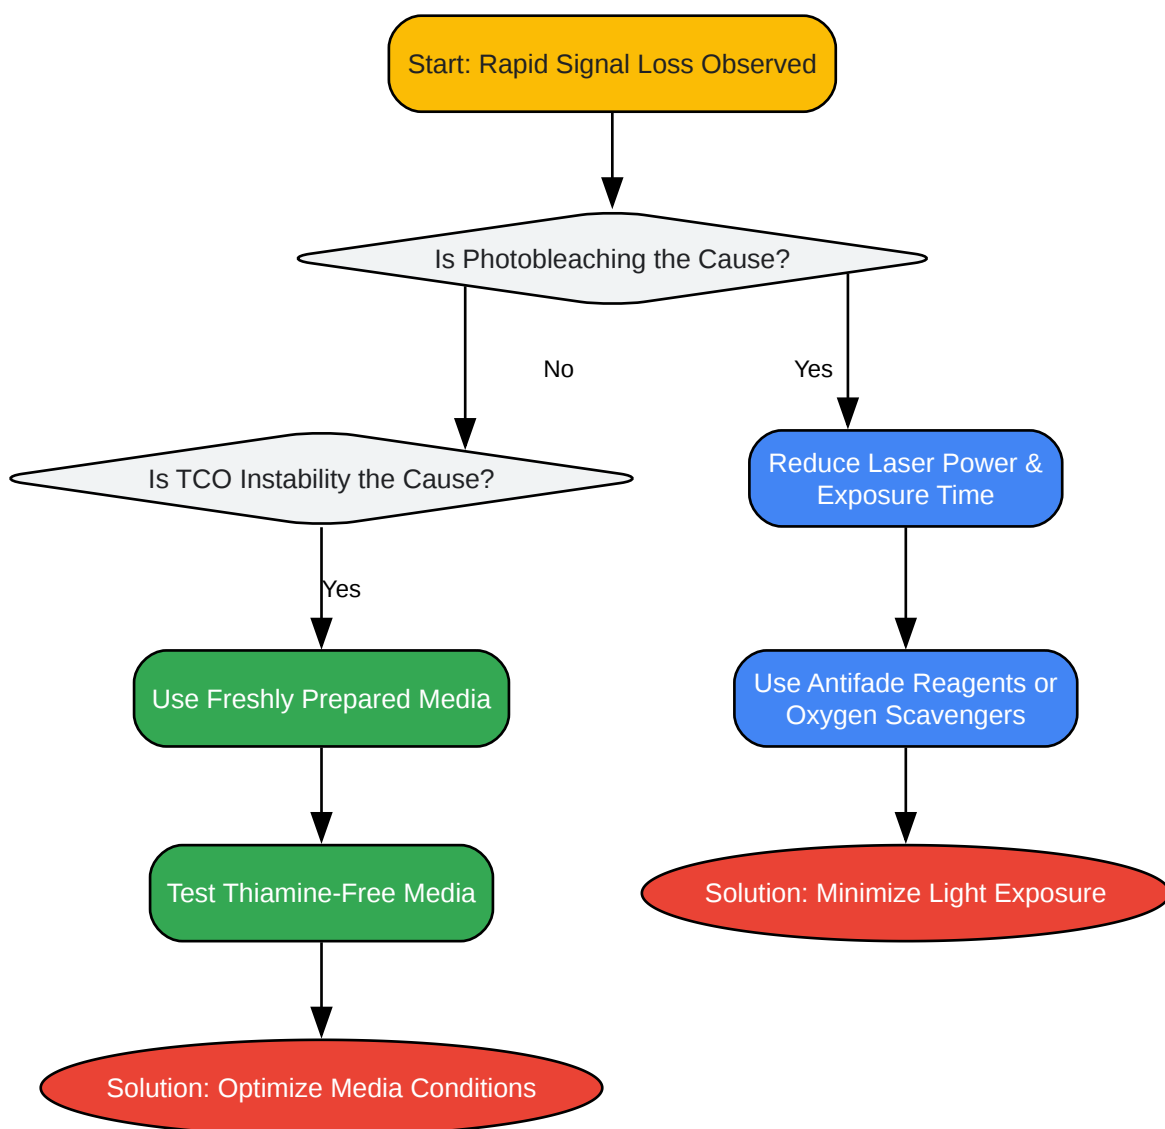 Start: Rapid Signal Loss Observed
Is Photobleaching the Cause?
No
Yes
Is TCO Instability the Cause?
Reduce Laser Power &
Exposure Time
Yes
Use Freshly Prepared Media
Use Antifade Reagents or
Oxygen Scavengers
Test Thiamine-Free Media
Solution: Minimize Light Exposure
Solution: Optimize Media Conditions